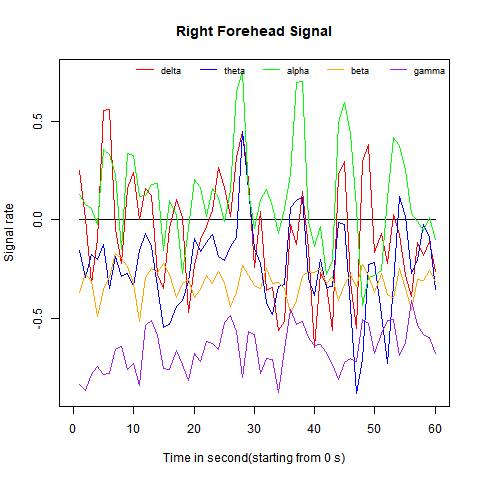 Right Forehead Signal
delta theta alpha beta gamma
Signal rate
0.5
0.0
-0.5
0 10 20 30 40 50 60
Time in second(starting from 0 s)